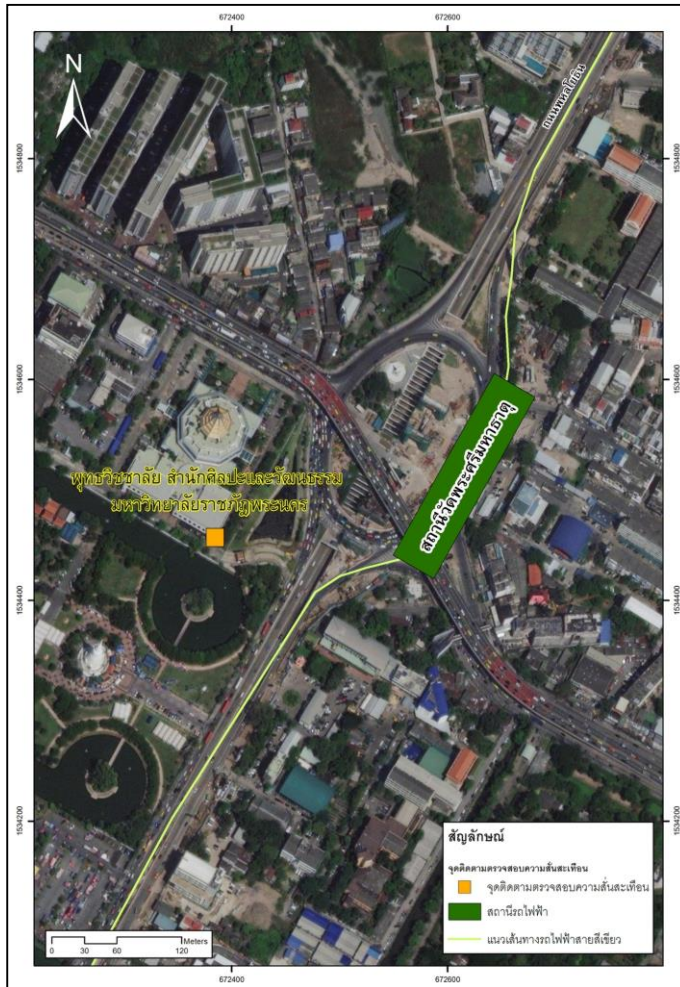 672400
672600
N
ถนนพหลโยธิน
1534800
1534800
1534600
1534600
สถานีวัดพระศรีมหาธาตุ
พุทธวิชชาลัย สำนักศิลปะและวัฒนธรรม
มหาวิทยาลัยราชภัฏพระนคร
1534400
1534400
1534200
1534200
สัญลักษณ์
จุดติดตามตรวจสอบความสั่นสะเทือน
จุดติดตามตรวจสอบความสั่นสะเทือน
สถานีรถไฟฟ้า
แนวเส้นทางรถไฟฟ้าสายสีเขียว
Meters
0 30 60 120
672400
672600